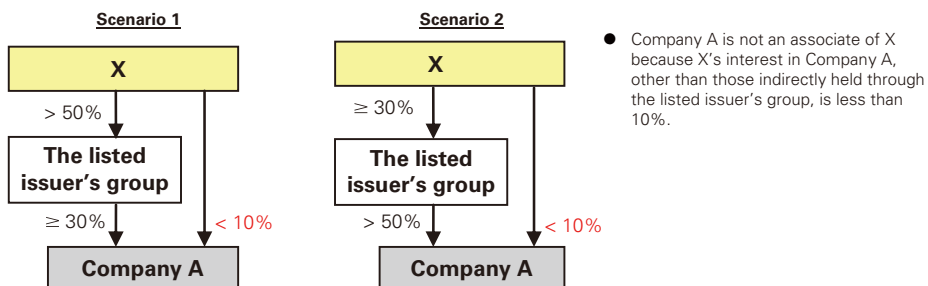 Scenario 1
X
> 50%
The listed
issuer's group
≥ 30%
< 10%
Company A
Scenario 2
X
≥ 30%
The listed
issuer's group
> 50%
< 10%
Company A
● Company A is not an associate of X
because X's interest in Company A,
other than those indirectly held through
the listed issuer's group, is less than
10%.